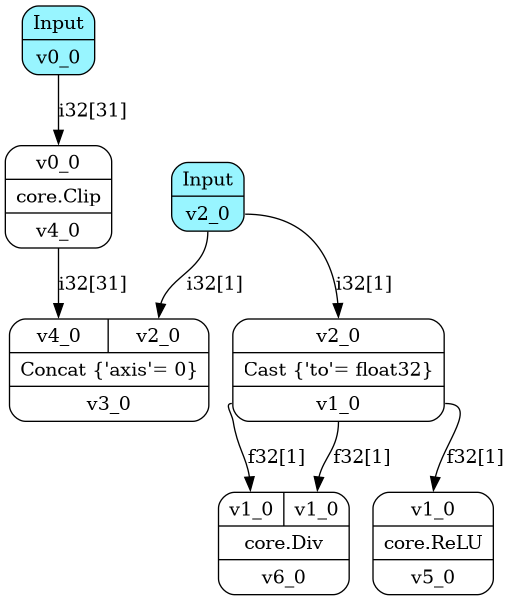 Input
v0_0
i32[31]
v0_0
core.Clip
v4_0
Input
v2_0
i32[31]
i32[1]
i32[1]
v4_0 v2_0
Concat {'axis'= 0}
v3_0
v2_0
Cast {'to'= float32}
v1_0
f32[1]
f32[1]
f32[1]
v1_0 v1_0
core.Div
v6_0
v1_0
core.ReLU
v5_0